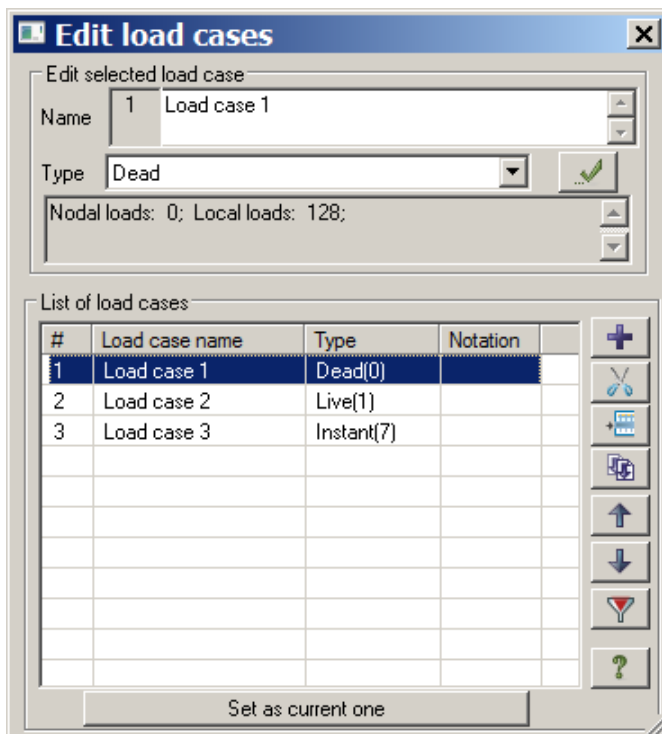 Edit load cases
Edit selected load case
Name 1 Load case 1
Type Dead
Nodal loads: 0; Local loads: 128;
List of load cases
# Load case name Type Notation
1 Load case 1 Dead(0)
2 Load case 2 Live(1)
3 Load case 3 Instant(7)
?
Set as current one